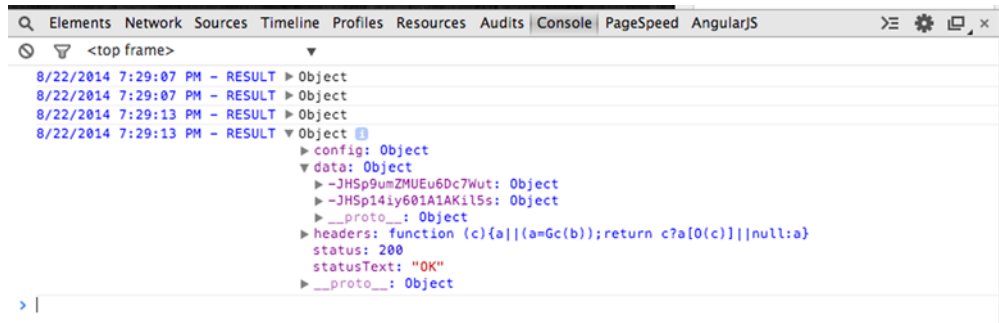 Elements Network Sources Timeline Profiles Resources Audits Console PageSpeed AngularJS
<top frame>
8/22/2014 7:29:07 PM - RESULT Object
8/22/2014 7:29:07 PM - RESULT Object
8/22/2014 7:29:13 PM - RESULT Object
8/22/2014 7:29:13 PM - RESULT Object
config: Object
data: Object
-JHSp9umZMUEu6Dc7Wut: Object
-JHSp14iy601A1AKil5s: Object
__proto__: Object
headers: function (c){a||(a=Gc(b));return c?a[O(c)]||null:a}
status: 200
statusText: "OK"
__proto__: Object